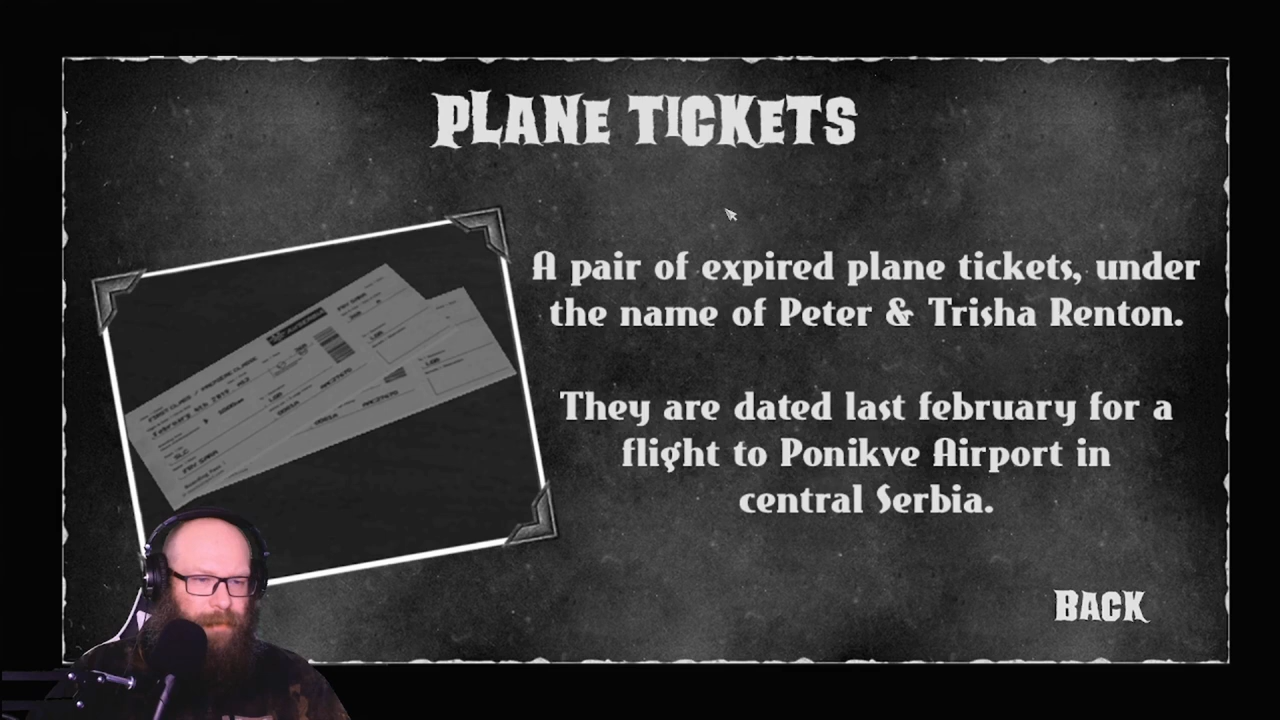 PLANE TICKETS
A pair of expired plane tickets, under
the name of Peter & Trisha Renton.
They are dated last february for a
flight to Ponikve Airport in
central Serbia.
BACK